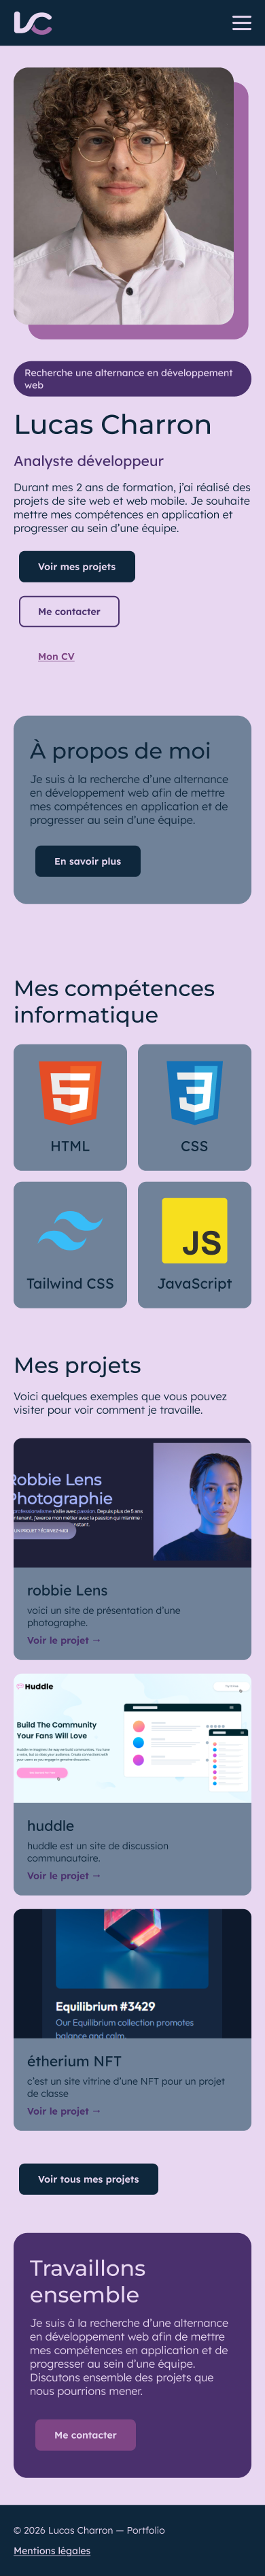 Recherche une alternance en développement
web
Lucas Charron
Analyste développeur
Durant mes 2 ans de formation, j'ai réalisé des
projets de site web et web mobile. Je souhaite
mettre mes compétences en application et
progresser au sein d'une équipe.
Voir mes projets
Me contacter
Mon CV
À propos de moi
Je suis à la recherche d'une alternance
en développement web afin de mettre
mes compétences en application et de
progresser au sein d'une équipe.
En savoir plus
Mes compétences
informatique
HTML
CSS
JS
Tailwind CSS
JavaScript
Mes projets
Voici quelques exemples que vous pouvez
visiter pour voir comment je travaille.
Robbie Lens
Photographie
robbie Lens
voici un site de présentation d'une
photographe.
Voir le projet →
Huddle
Build The Community
Your Fans Will Love
huddle
huddle est un site de discussion
communautaire.
Voir le projet →
Equilibrium #3429
Our Equilibrium collection promotes
balance and calm.
étherium NFT
c'est un site vitrine d'une NFT pour un projet
de classe
Voir le projet →
Voir tous mes projets
Travaillons
ensemble
Je suis à la recherche d'une alternance
en développement web afin de mettre
mes compétences en application et de
progresser au sein d'une équipe.
Discutons ensemble des projets que
nous pourrions mener.
Me contacter
© 2026 Lucas Charron — Portfolio
Mentions légales